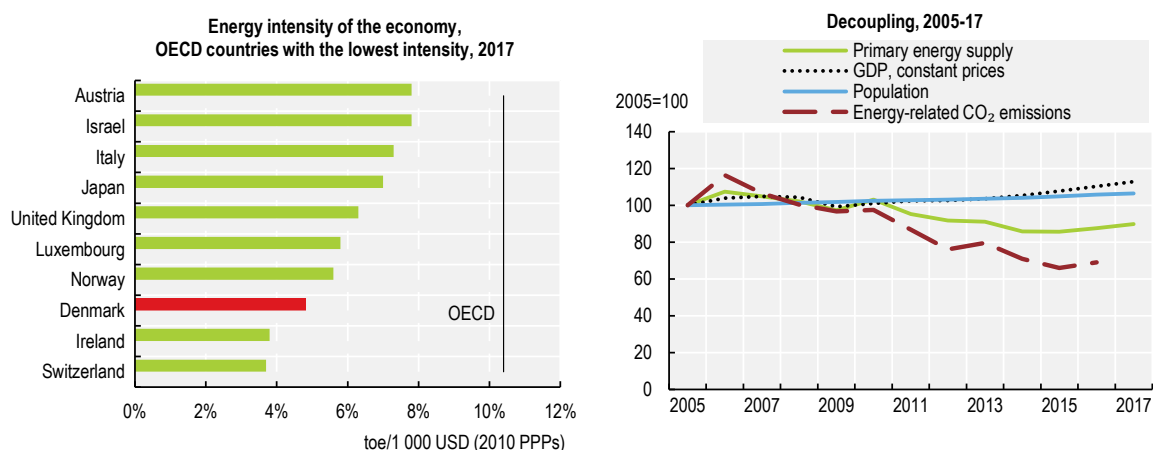 Energy intensity of the economy,
OECD countries with the lowest intensity, 2017
Austria
Israel
Italy
Japan
United Kingdom
Luxembourg
Norway
Denmark
Ireland
Switzerland
OECD
0%
2%
4%
6%
8%
10%
12%
toe/1 000 USD (2010 PPPs)
Decoupling, 2005-17
Primary energy supply
GDP, constant prices
Population
Energy-related CO₂ emissions
2005=100
140
120
100
80
60
40
20
0
2005
2007
2009
2011
2013
2015
2017